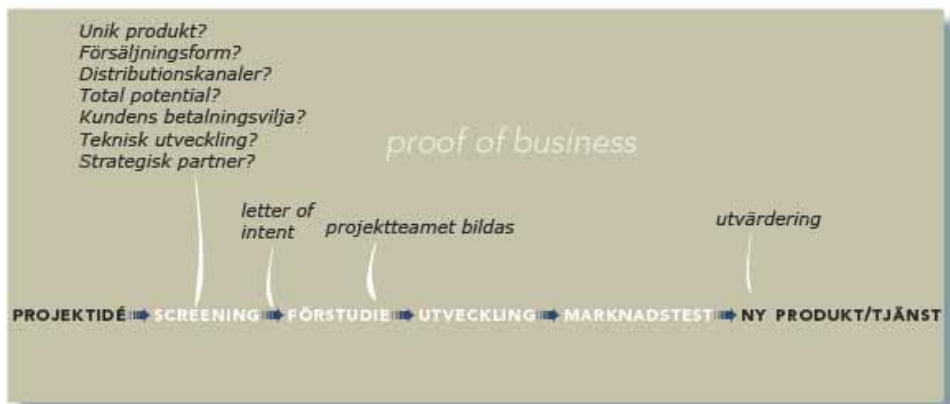 Unik produkt?
Försäljningsform?
Distributionskanaler?
Total potential?
Kundens betalningsvilja?
Teknisk utveckling?
Strategisk partner?
proof of business
letter of
intent
projektteamet bildas
utvärdering
PROJEKTIDÉ SCREENING FÖRSTUDIE UTVECKLING MARKNADSTEST NY PRODUKT/TJÄNST